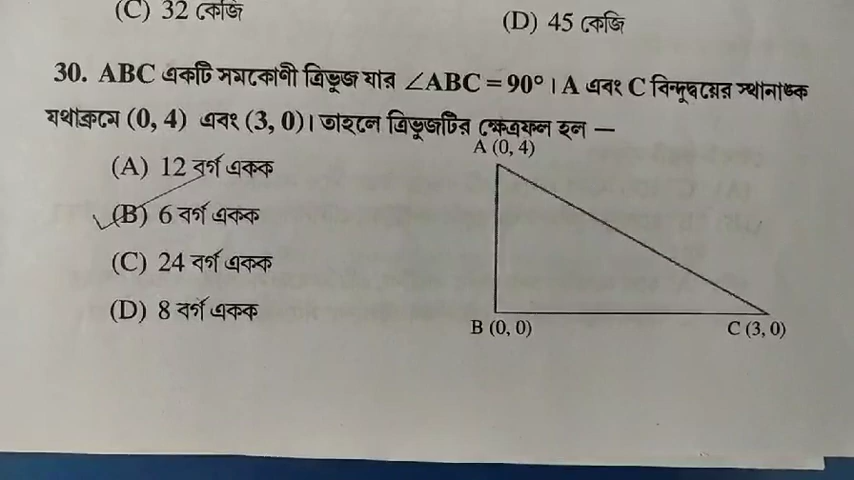 (C) 32 কেজি
(D) 45 কেজি
30. ABC একটি সমকোণী ত্রিভুজ যার ∠ABC = 90° । A এবং C বিন্দুদ্বয়ের স্থানাঙ্ক
যথাক্রমে (0, 4) এবং (3, 0)। তাহলে ত্রিভুজটির ক্ষেত্রফল হল —
(A) 12 বর্গ একক
(B) 6 বর্গ একক
(C) 24 বর্গ একক
(D) 8 বর্গ একক
A (0, 4)
B (0, 0)
C (3, 0)